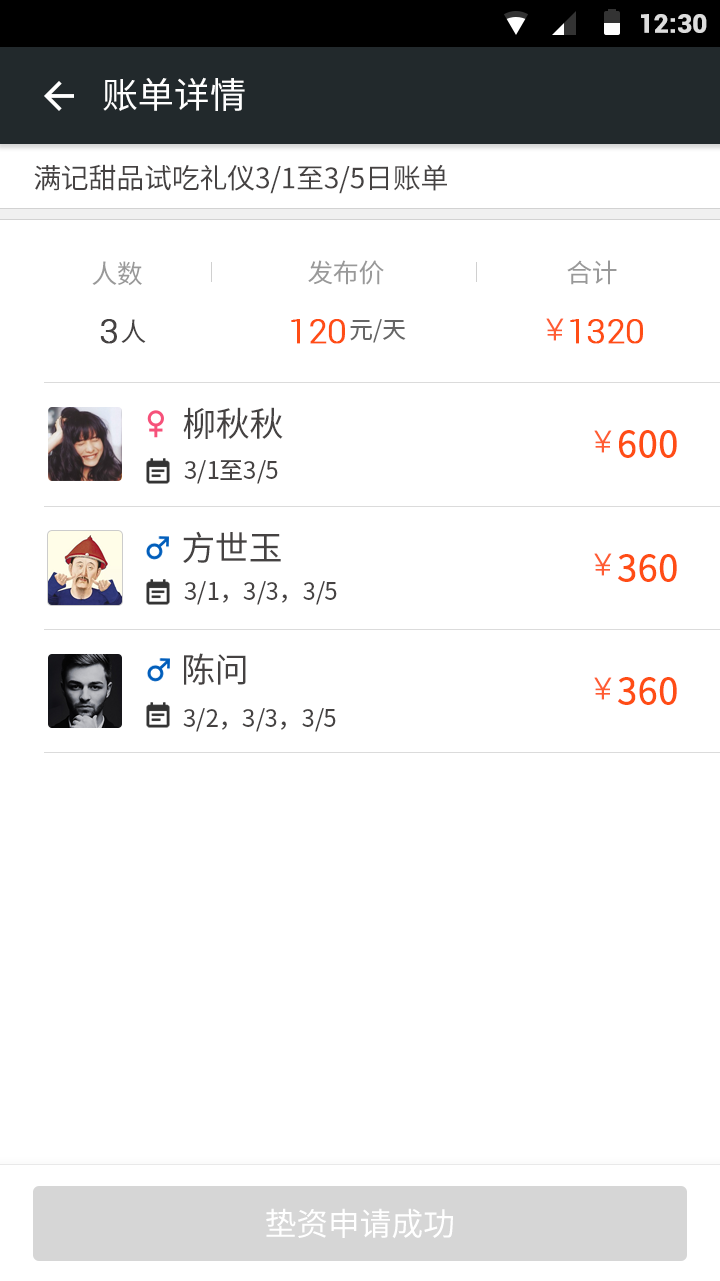 12:30
账单详情
满记甜品试吃礼仪3/1至3/5日账单
人数 发布价 合计
3人 120元/天 ￥1320
柳秋秋
￥600
3/1至3/5
方世玉
￥360
3/1，3/3，3/5
陈问
￥360
3/2，3/3，3/5
垫资申请成功